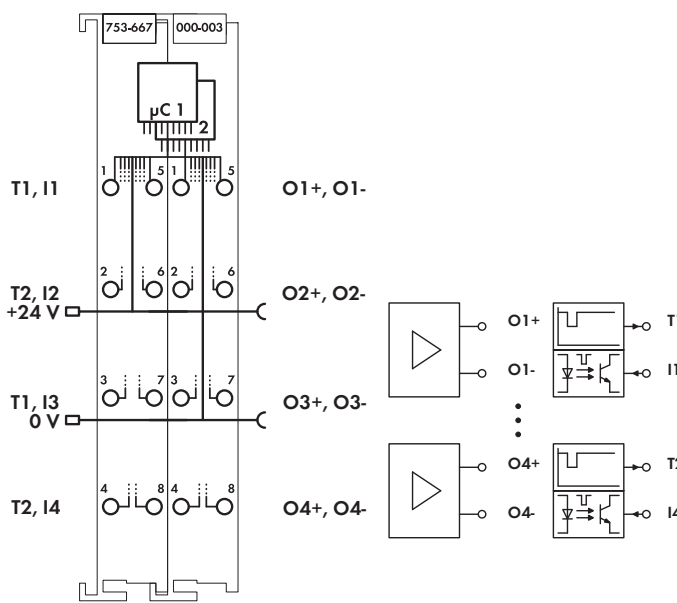 753-667 000-003
µC 1
2
1 5 1 5
T1, I1 O1+, O1-
2 6 2 6
T2, I2 O2+, O2-
+24 V
O1+ T1
O1- I1
3 7 3 7
T1, I3 O3+, O3-
0 V
O4+ T2
4 8 4 8
T2, I4 O4+, O4-
O4- I4